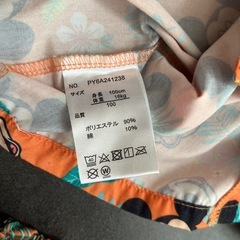 NO. PY8A241238
サイズ 身長 100cm
体重 16kg
100
品質
ポリエステル 90%
綿 10%